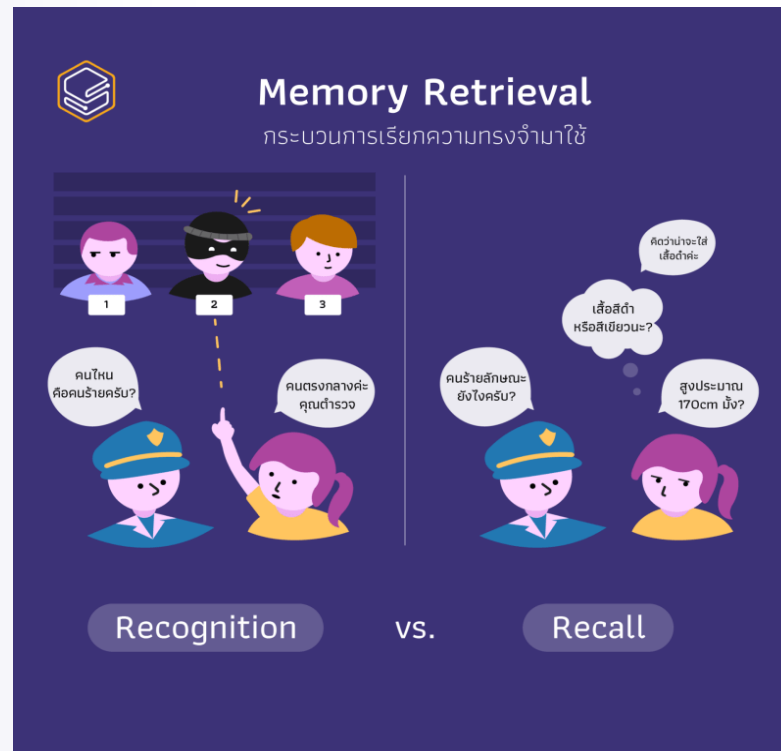 Memory Retrieval
กระบวนการเรียกความทรงจำมาใช้
1
2
3
คนไหน
คือคนร้ายครับ?
คนตรงกลางค่ะ
คุณตำรวจ
คิดว่าน่าจะใส่
เสื้อดำค่ะ
เสื้อสีดำ
หรือสีเขียวนะ?
คนร้ายลักษณะ
ยังไงครับ?
สูงประมาณ
170cm มั้ง?
Recognition
vs.
Recall